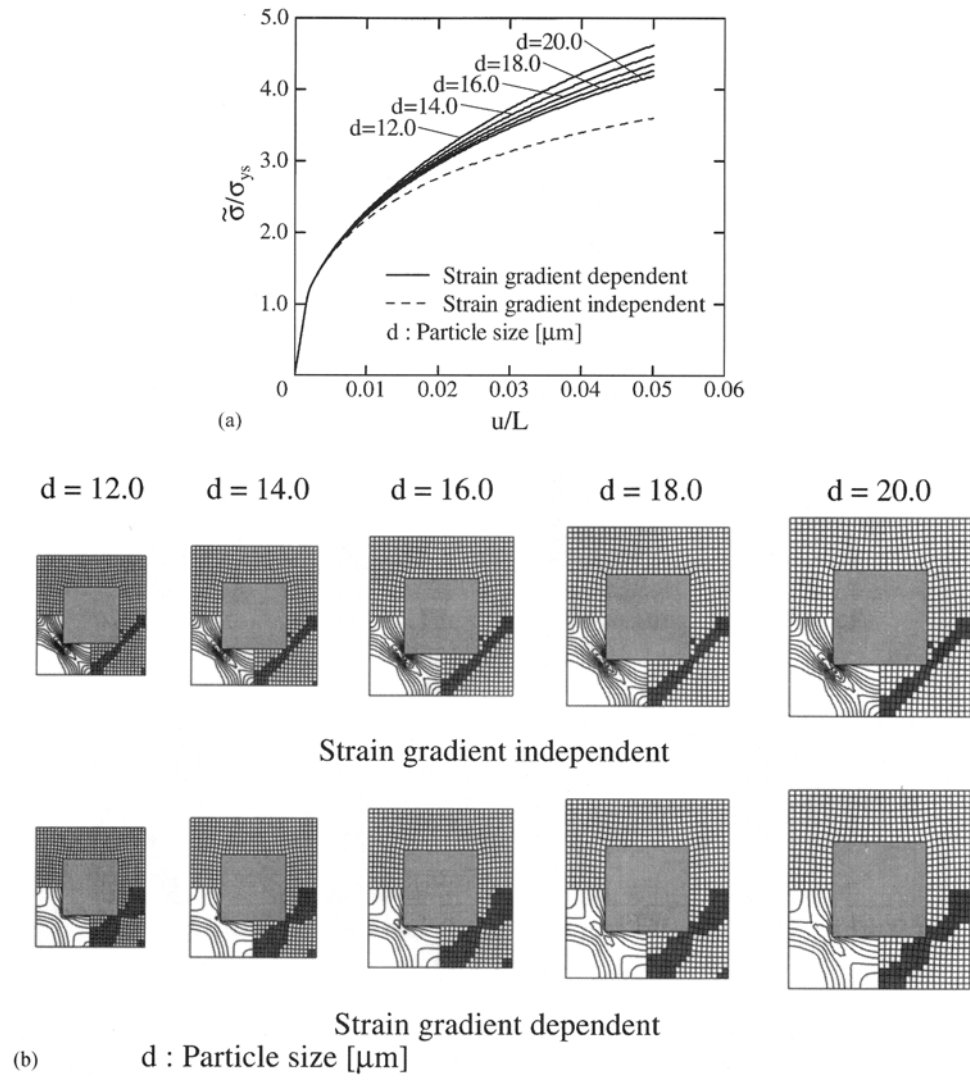 5.0
4.0
3.0
2.0
1.0
0
0.01
0.02
0.03
0.04
0.05
0.06
σ̃/σys
d=20.0
d=18.0
d=16.0
d=14.0
d=12.0
Strain gradient dependent
Strain gradient independent
d : Particle size [μm]
u/L
(a)
d = 12.0 d = 14.0 d = 16.0 d = 18.0 d = 20.0
Strain gradient independent
Strain gradient dependent
(b) d : Particle size [μm]